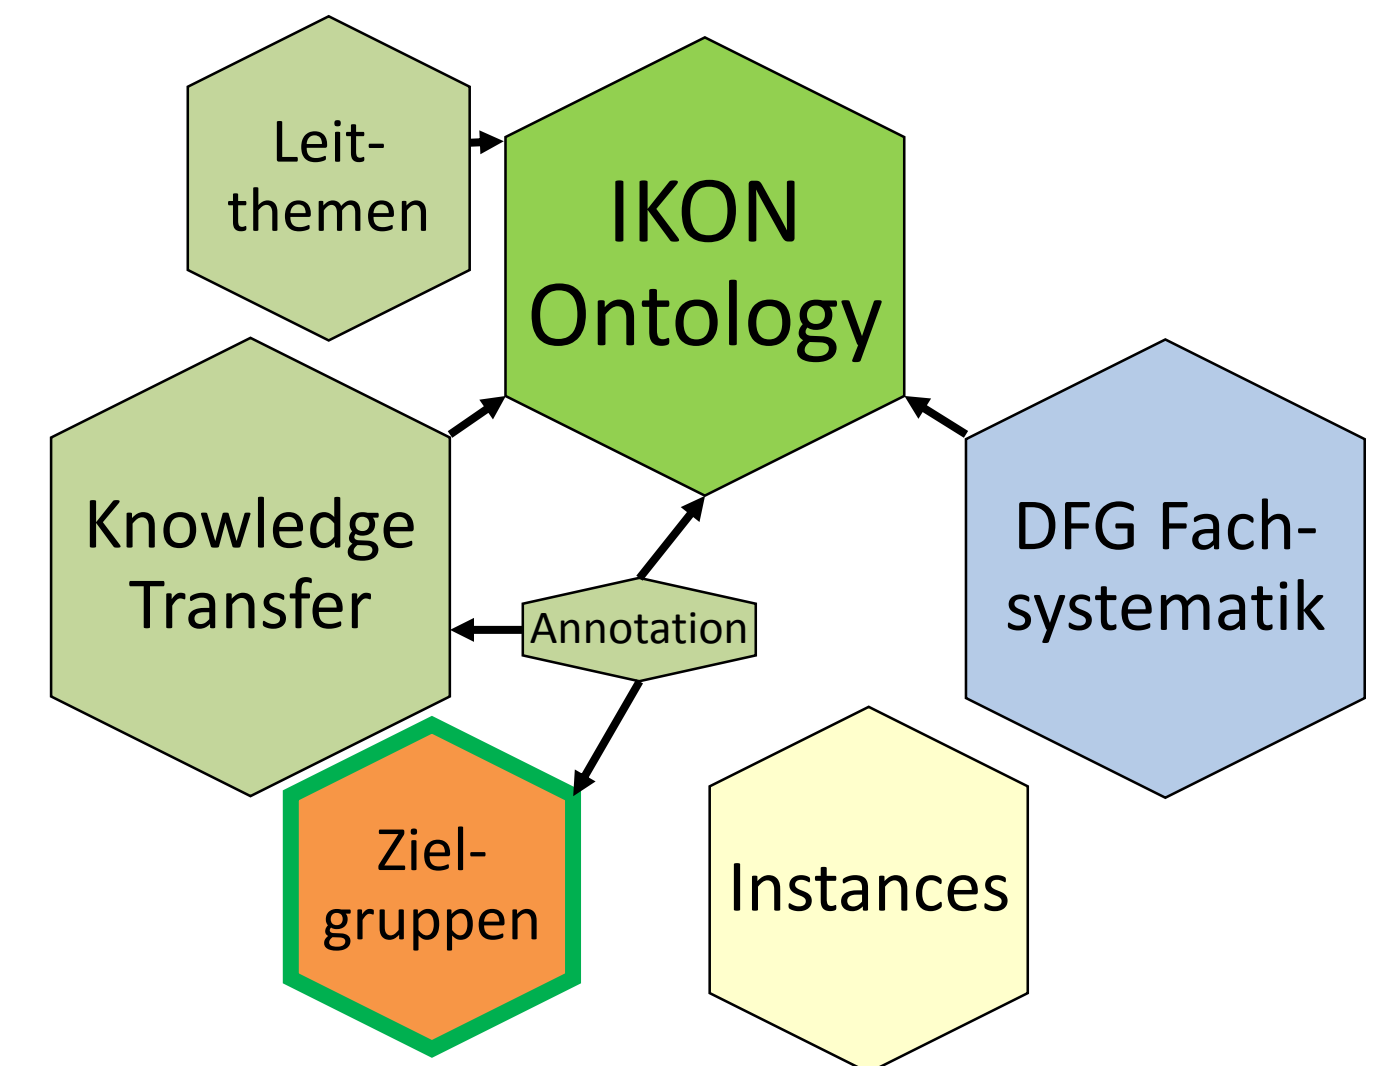 Leit-
themen
IKON
Ontology
Knowledge
Transfer
DFG Fach-
systematik
Annotation
Ziel-
gruppen
Instances